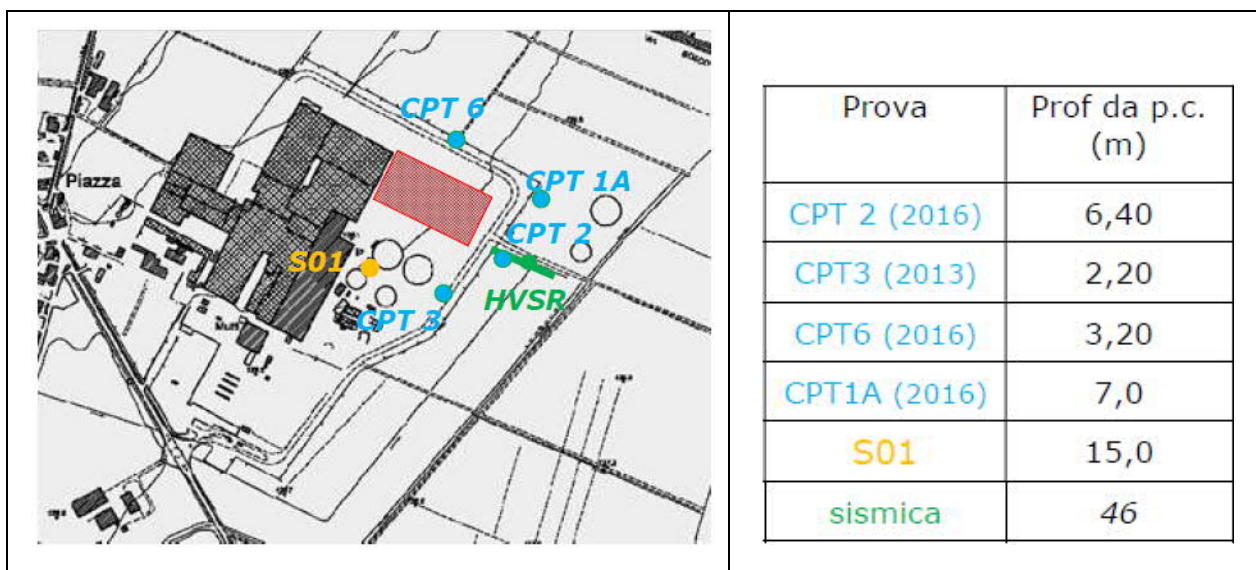 CPT 6
CPT 1A
Piazza
CPT 2
S01
HVSR
CPT 3
Prova
Prof da p.c.
(m)
CPT 2 (2016)
6,40
CPT3 (2013)
2,20
CPT6 (2016)
3,20
CPT1A (2016)
7,0
S01
15,0
sismica
46